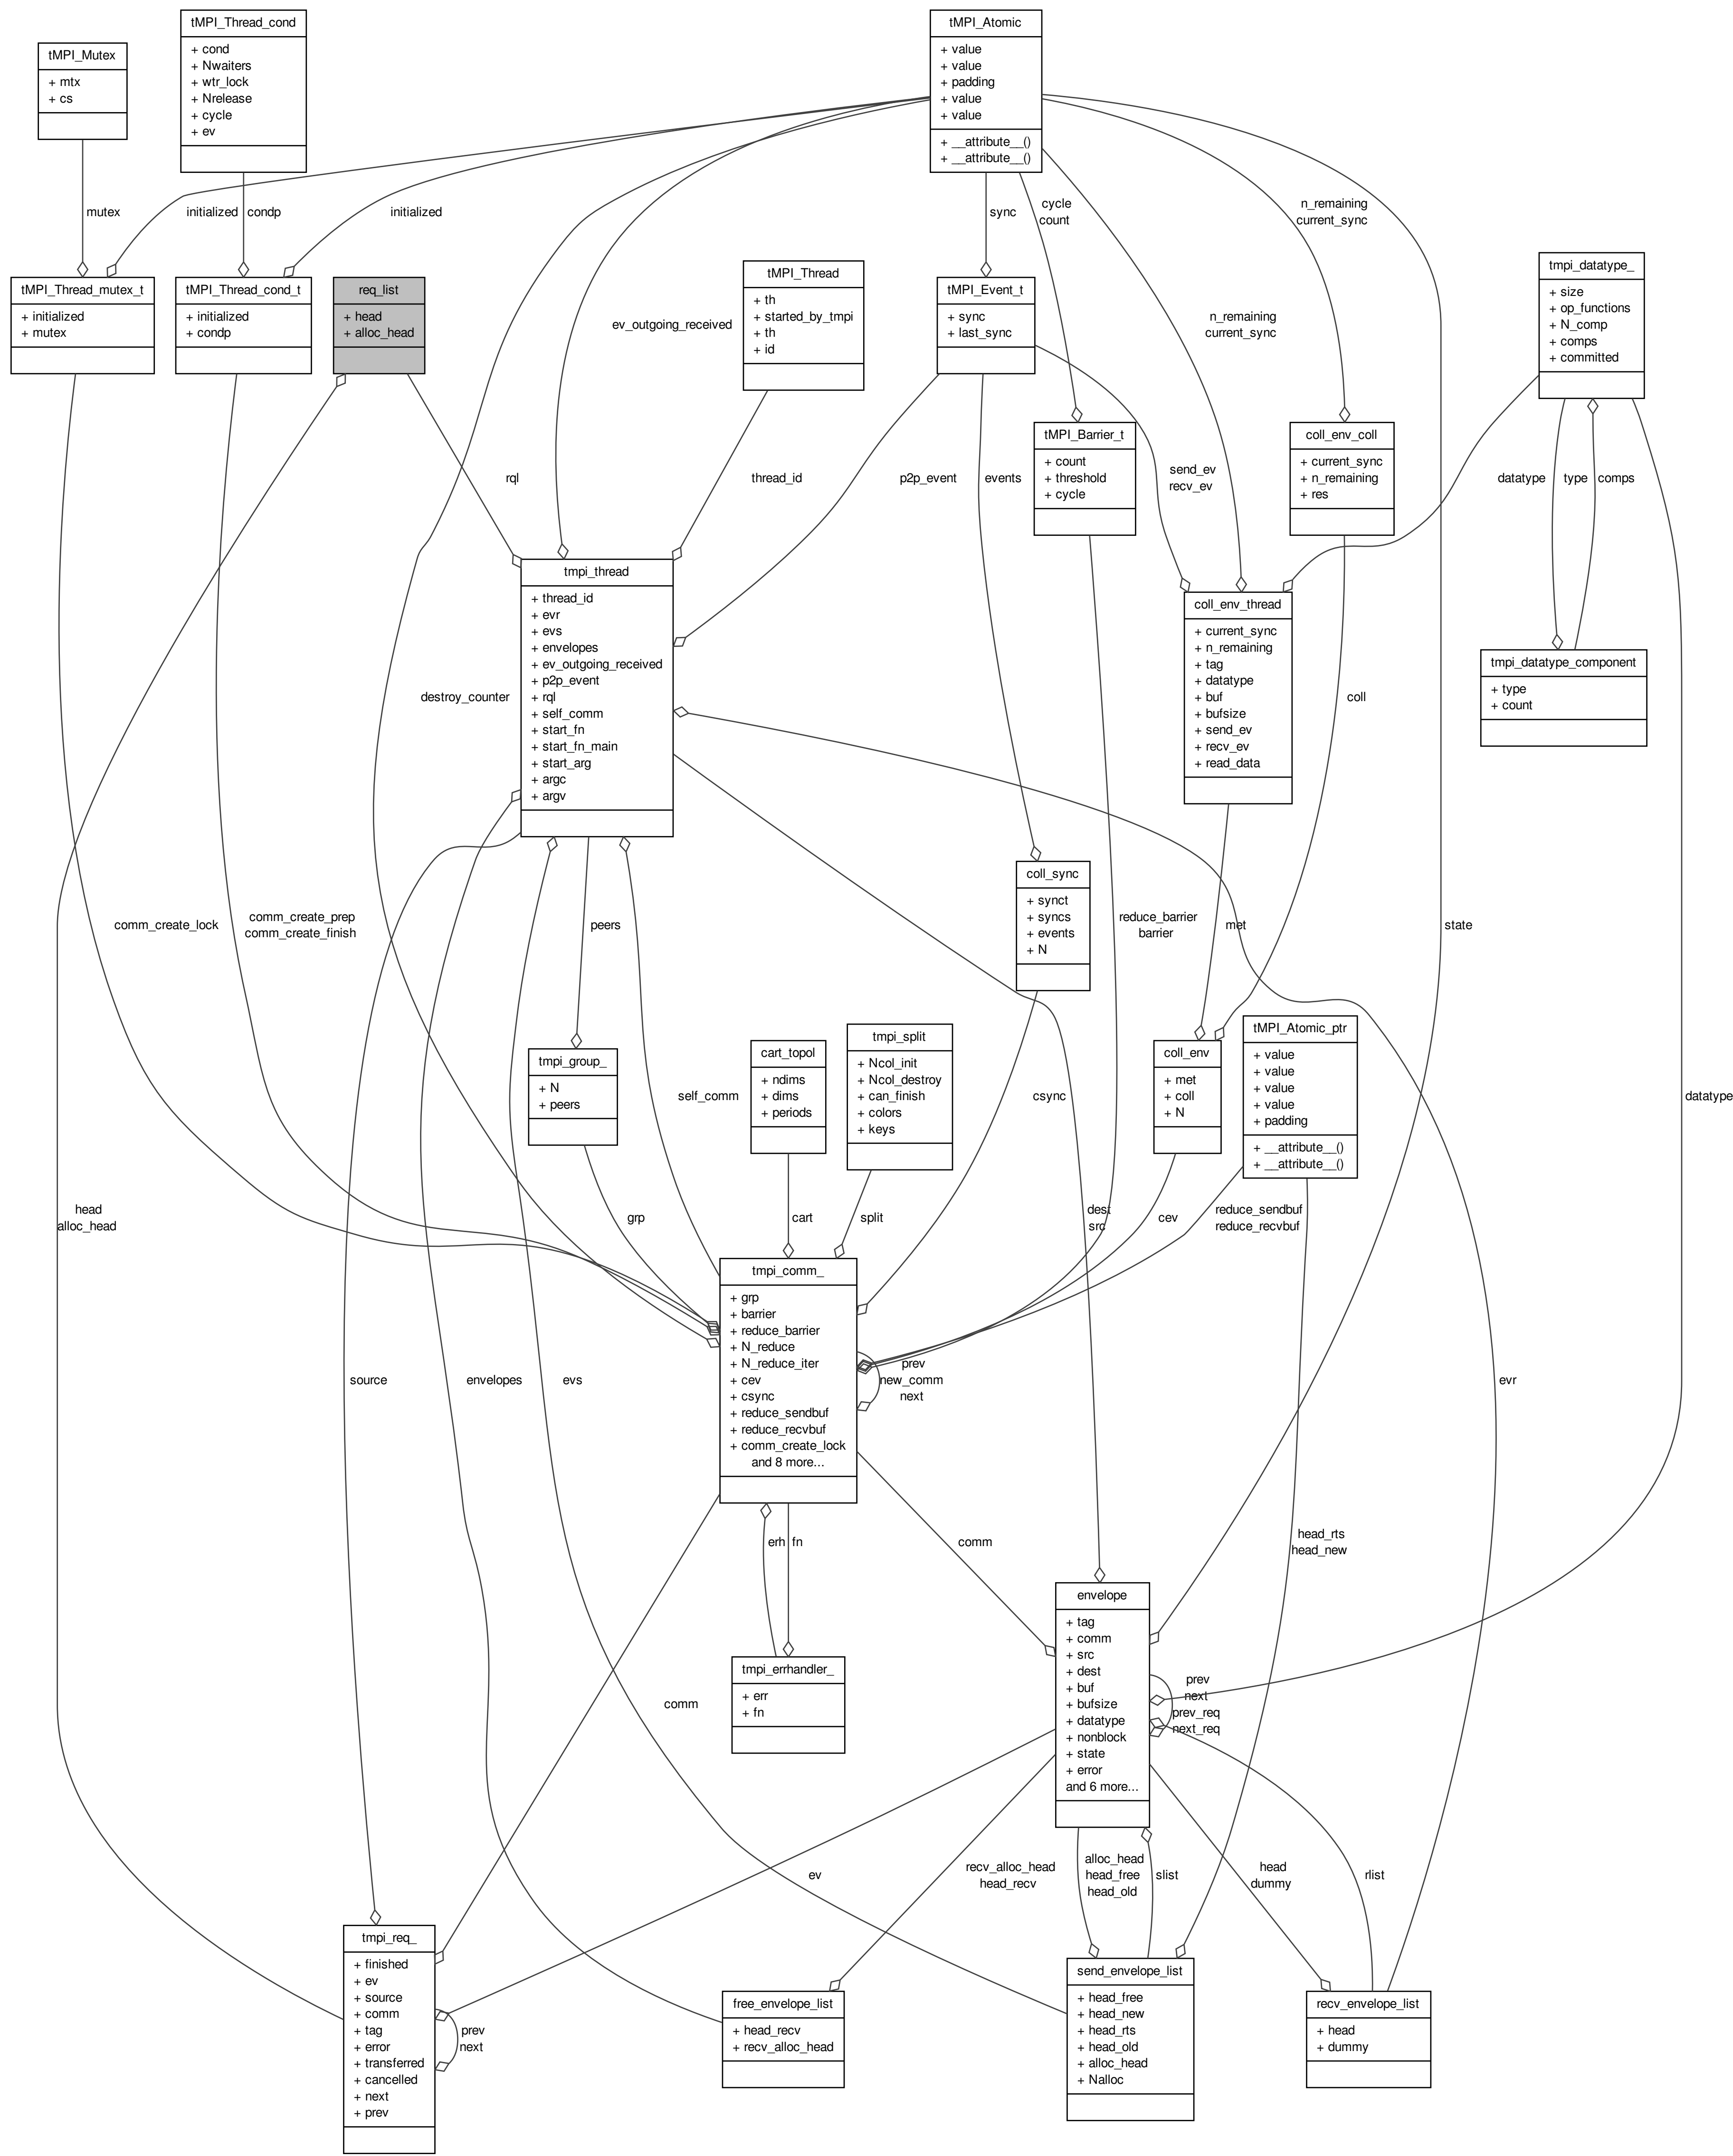 tMPI_Mutex
+ mtx
+ cs
tMPI_Thread_cond
+ cond
+ Nwaiters
+ wtr_lock
+ Nrelease
+ cycle
+ ev
tMPI_Atomic
+ value
+ value
+ padding
+ value
+ value
+ __attribute__()
+ __attribute__()
mutex
initialized
condp
initialized
sync
cycle
count
n_remaining
current_sync
tMPI_Thread_mutex_t
+ initialized
+ mutex
tMPI_Thread_cond_t
+ initialized
+ condp
req_list
+ head
+ alloc_head
ev_outgoing_received
tMPI_Thread
+ th
+ started_by_tmpi
+ th
+ id
tMPI_Event_t
+ sync
+ last_sync
n_remaining
current_sync
tmpi_datatype_
+ size
+ op_functions
+ N_comp
+ comps
+ committed
rql
thread_id
p2p_event
events
tMPI_Barrier_t
+ count
+ threshold
+ cycle
send_ev
recv_ev
coll_env_coll
+ current_sync
+ n_remaining
+ res
datatype
type
comps
destroy_counter
tmpi_thread
+ thread_id
+ evr
+ evs
+ envelopes
+ ev_outgoing_received
+ p2p_event
+ rql
+ self_comm
+ start_fn
+ start_fn_main
+ start_arg
+ argc
+ argv
coll_env_thread
+ current_sync
+ n_remaining
+ tag
+ datatype
+ buf
+ bufsize
+ send_ev
+ recv_ev
+ read_data
coll
tmpi_datatype_component
+ type
+ count
comm_create_lock
comm_create_prep
comm_create_finish
peers
coll_sync
+ synct
+ syncs
+ events
+ N
reduce_barrier
barrier
met
state
tmpi_group_
+ N
+ peers
self_comm
cart_topol
+ ndims
+ dims
+ periods
tmpi_split
+ Ncol_init
+ Ncol_destroy
+ can_finish
+ colors
+ keys
csync
coll_env
+ met
+ coll
+ N
tMPI_Atomic_ptr
+ value
+ value
+ value
+ value
+ padding
+ __attribute__()
+ __attribute__()
datatype
head
alloc_head
grp
cart
split
dest
src
cev
reduce_sendbuf
reduce_recvbuf
tmpi_comm_
+ grp
+ barrier
+ reduce_barrier
+ N_reduce
+ N_reduce_iter
+ cev
+ csync
+ reduce_sendbuf
+ reduce_recvbuf
+ comm_create_lock
and 8 more...
prev
new_comm
next
source
envelopes
evs
evr
erh
fn
comm
head_rts
head_new
tmpi_errhandler_
+ err
+ fn
comm
envelope
+ tag
+ comm
+ src
+ dest
+ buf
+ bufsize
+ datatype
+ nonblock
+ state
+ error
and 6 more...
prev
next
prev_req
next_req
ev
recv_alloc_head
head_recv
alloc_head
head_free
head_old
slist
head
dummy
rlist
tmpi_req_
+ finished
+ ev
+ source
+ comm
+ tag
+ error
+ transferred
+ cancelled
+ next
+ prev
prev
next
free_envelope_list
+ head_recv
+ recv_alloc_head
send_envelope_list
+ head_free
+ head_new
+ head_rts
+ head_old
+ alloc_head
+ Nalloc
recv_envelope_list
+ head
+ dummy